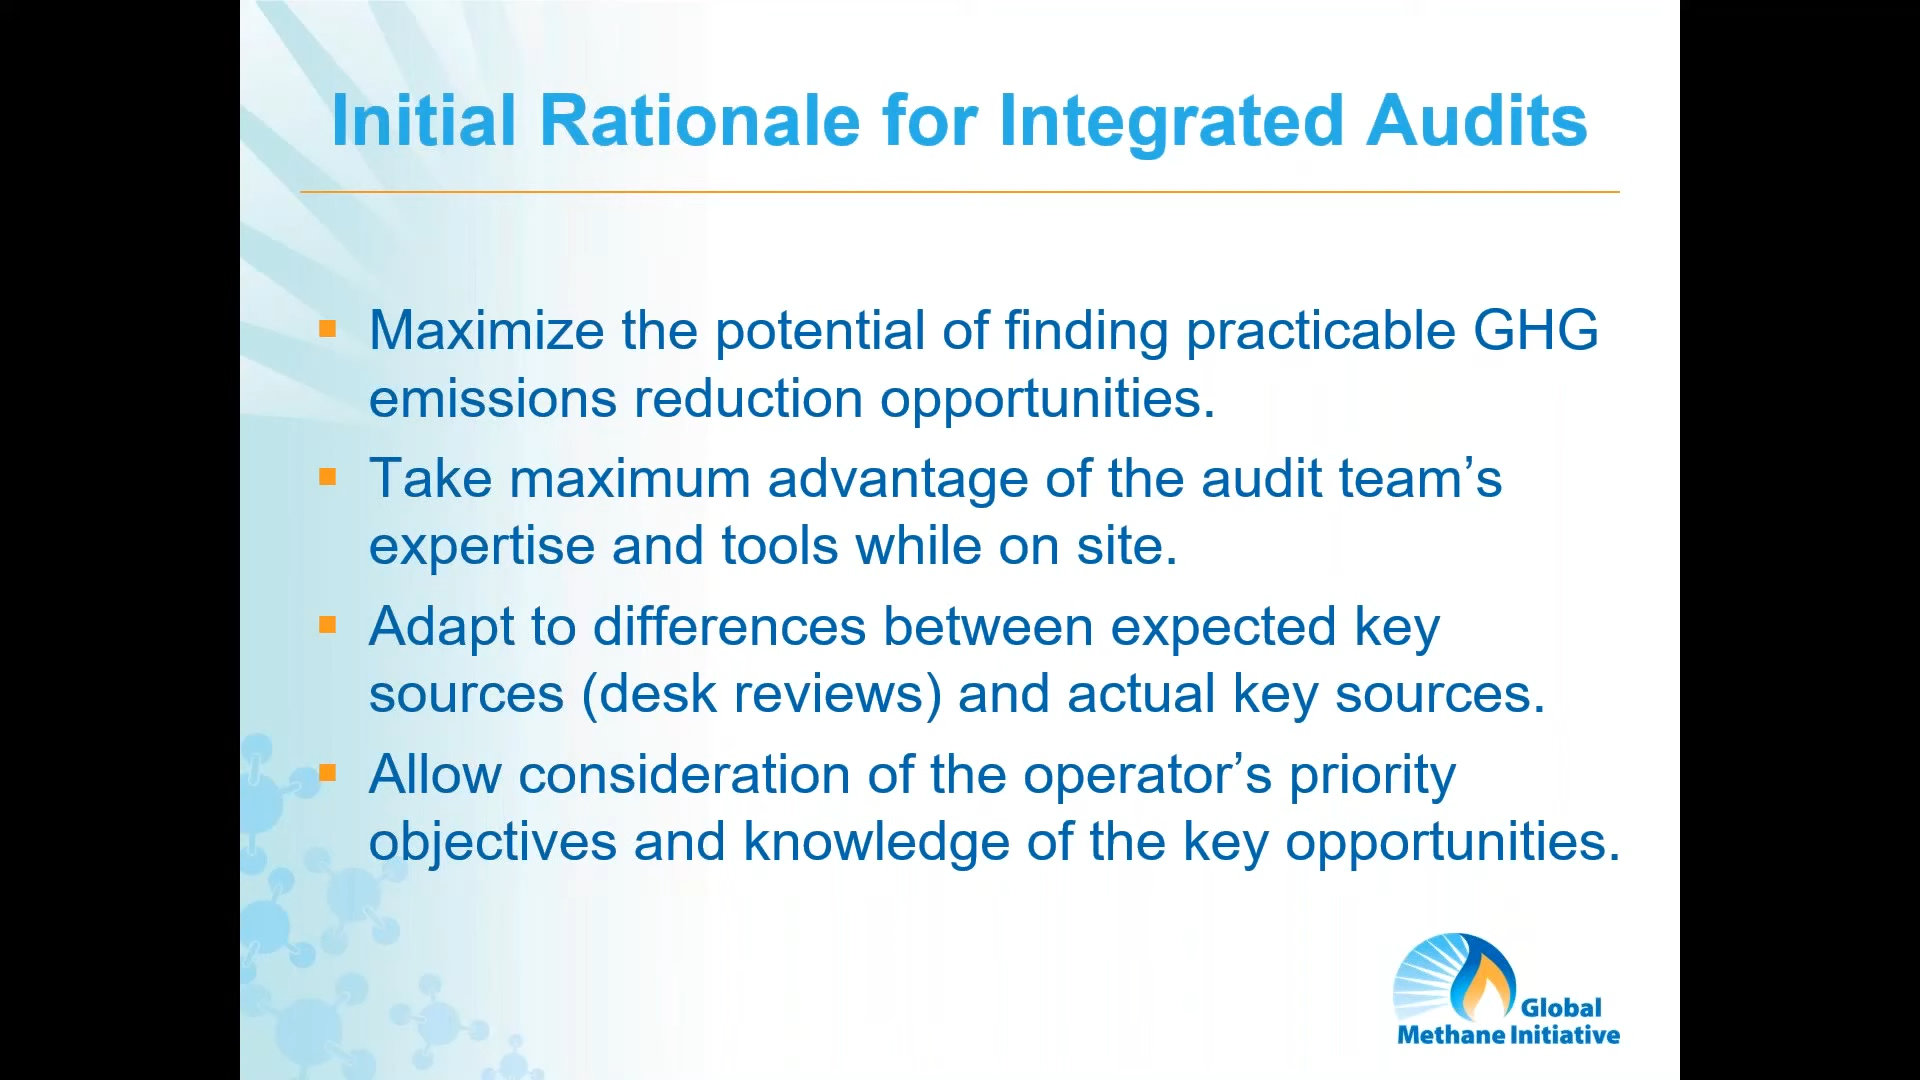 Initial Rationale for Integrated Audits
Maximize the potential of finding practicable GHG
emissions reduction opportunities.
Take maximum advantage of the audit team’s
expertise and tools while on site.
Adapt to differences between expected key
sources (desk reviews) and actual key sources.
Allow consideration of the operator’s priority
objectives and knowledge of the key opportunities.
Global
Methane Initiative